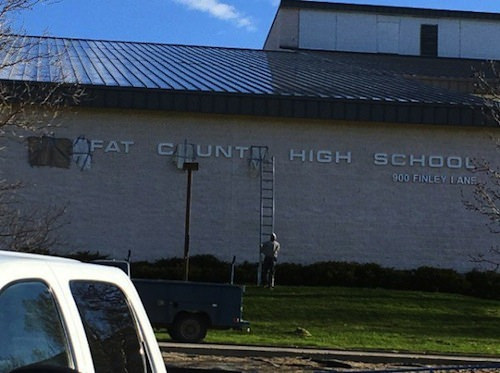 FAT COUNT HIGH SCHOOL
900 FINLEY LANE